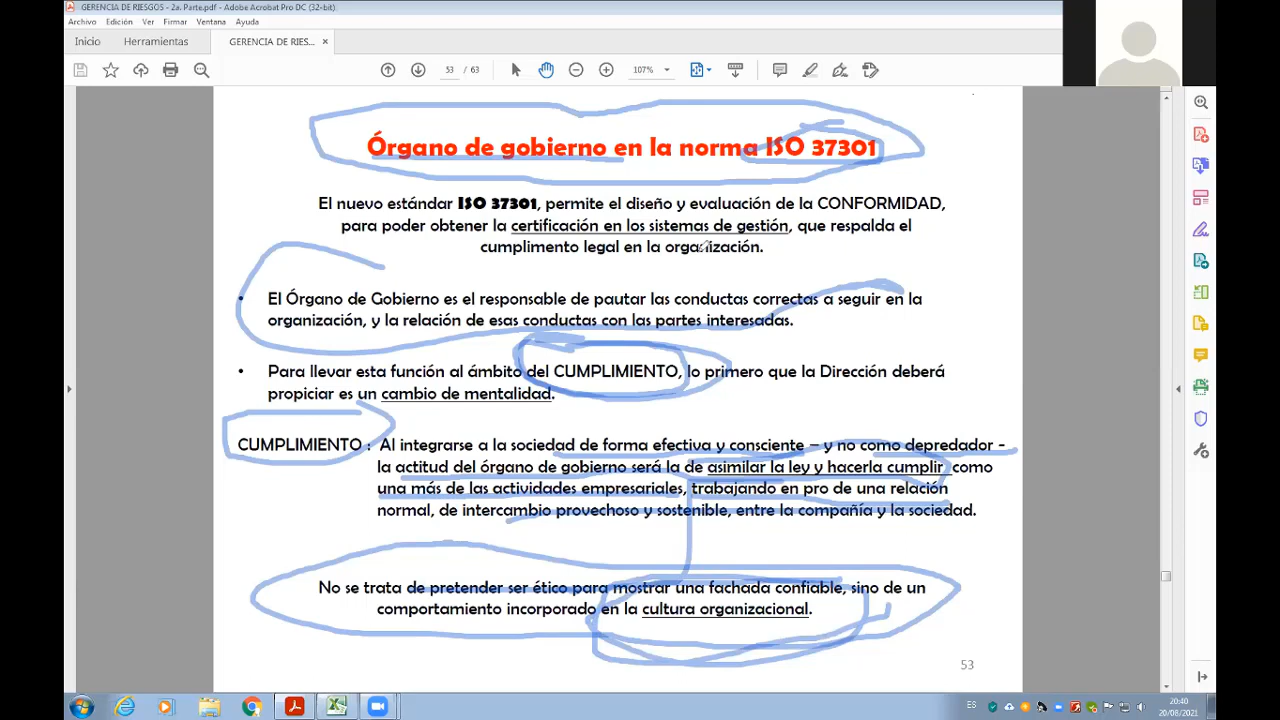 GERENCIA DE RIESGOS - 2a. Parte.pdf - Adobe Acrobat Pro DC (32-bit)
Archivo Edición Ver Firmar Ventana Ayuda
Inicio Herramientas GERENCIA DE RIES... ×
53 / 63 107%
Órgano de gobierno en la norma ISO 37301
El nuevo estándar ISO 37301, permite el diseño y evaluación de la CONFORMIDAD,
para poder obtener la certificación en los sistemas de gestión, que respalda el
cumplimento legal en la organización.
• El Órgano de Gobierno es el responsable de pautar las conductas correctas a seguir en la
organización, y la relación de esas conductas con las partes interesadas.
• Para llevar esta función al ámbito del CUMPLIMIENTO, lo primero que la Dirección deberá
propiciar es un cambio de mentalidad.
CUMPLIMIENTO : Al integrarse a la sociedad de forma efectiva y consciente – y no como depredador -
la actitud del órgano de gobierno será la de asimilar la ley y hacerla cumplir como
una más de las actividades empresariales, trabajando en pro de una relación
normal, de intercambio provechoso y sostenible, entre la compañía y la sociedad.
No se trata de pretender ser ético para mostrar una fachada confiable, sino de un
comportamiento incorporado en la cultura organizacional.
53
ES 20:40
20/08/2021